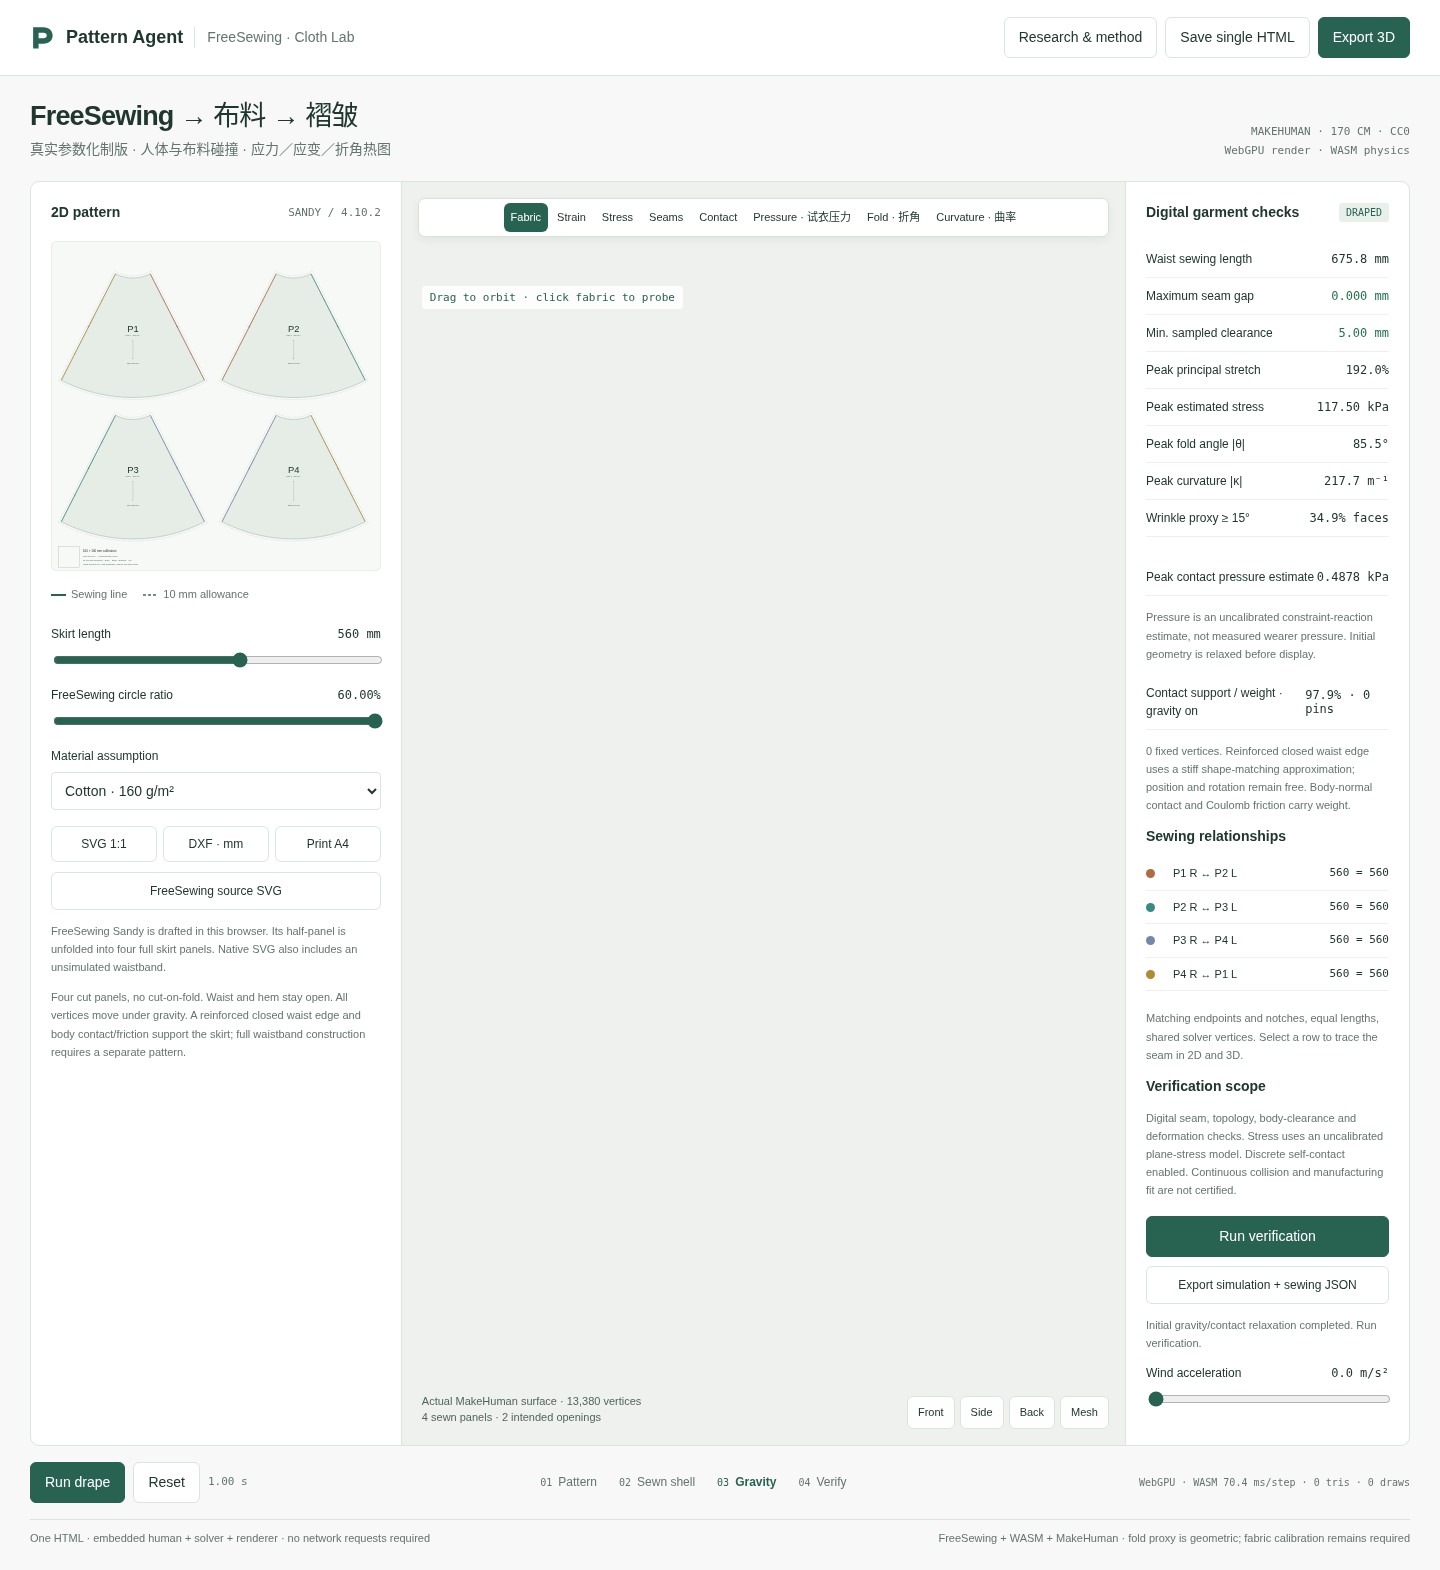 Pattern Agent
FreeSewing · Cloth Lab
Research & method
Save single HTML
Export 3D
FreeSewing → 布料 → 褶皱
真实参数化制版 · 人体与布料碰撞 · 应力／应变／折角热图
MAKEHUMAN · 170 CM · CC0
WebGPU render · WASM physics
2D pattern
SANDY / 4.10.2
P1
P2
P3
P4
Sewing line
10 mm allowance
Skirt length
560 mm
FreeSewing circle ratio
60.00%
Material assumption
Cotton · 160 g/m²
SVG 1:1
DXF · mm
Print A4
FreeSewing source SVG
FreeSewing Sandy is drafted in this browser. Its half-panel is
unfolded into four full skirt panels. Native SVG also includes an
unsimulated waistband.
Four cut panels, no cut-on-fold. Waist and hem stay open. All
vertices move under gravity. A reinforced closed waist edge and
body contact/friction support the skirt; full waistband construction
requires a separate pattern.
Fabric
Strain
Stress
Seams
Contact
Pressure · 试衣压力
Fold · 折角
Curvature · 曲率
Drag to orbit · click fabric to probe
Actual MakeHuman surface · 13,380 vertices
4 sewn panels · 2 intended openings
Front
Side
Back
Mesh
Digital garment checks
DRAPED
Waist sewing length 675.8 mm
Maximum seam gap 0.000 mm
Min. sampled clearance 5.00 mm
Peak principal stretch 192.0%
Peak estimated stress 117.50 kPa
Peak fold angle |θ| 85.5°
Peak curvature |κ| 217.7 m⁻¹
Wrinkle proxy ≥ 15° 34.9% faces
Peak contact pressure estimate 0.4878 kPa
Pressure is an uncalibrated constraint-reaction
estimate, not measured wearer pressure. Initial
geometry is relaxed before display.
Contact support / weight ·
gravity on
97.9% · 0
pins
0 fixed vertices. Reinforced closed waist edge
uses a stiff shape-matching approximation;
position and rotation remain free. Body-normal
contact and Coulomb friction carry weight.
Sewing relationships
P1 R ↔ P2 L 560 = 560
P2 R ↔ P3 L 560 = 560
P3 R ↔ P4 L 560 = 560
P4 R ↔ P1 L 560 = 560
Matching endpoints and notches, equal lengths,
shared solver vertices. Select a row to trace the
seam in 2D and 3D.
Verification scope
Digital seam, topology, body-clearance and
deformation checks. Stress uses an uncalibrated
plane-stress model. Discrete self-contact
enabled. Continuous collision and manufacturing
fit are not certified.
Run verification
Export simulation + sewing JSON
Initial gravity/contact relaxation completed. Run
verification.
Wind acceleration 0.0 m/s²
Run drape
Reset
1.00 s
01 Pattern
02 Sewn shell
03 Gravity
04 Verify
WebGPU · WASM 70.4 ms/step · 0 tris · 0 draws
One HTML · embedded human + solver + renderer · no network requests required
FreeSewing + WASM + MakeHuman · fold proxy is geometric; fabric calibration remains required